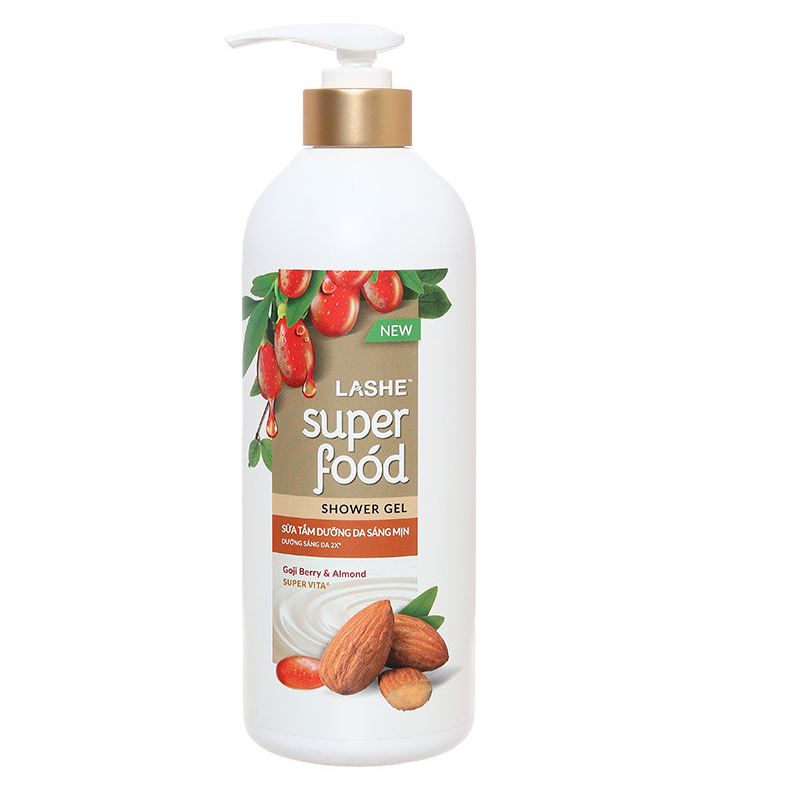 NEW
LASHE™
super
food
SHOWER GEL
SỮA TẮM DƯỠNG DA SÁNG MỊN
DƯỠNG SÁNG DA 2X*
Goji Berry & Almond
SUPER VITA®